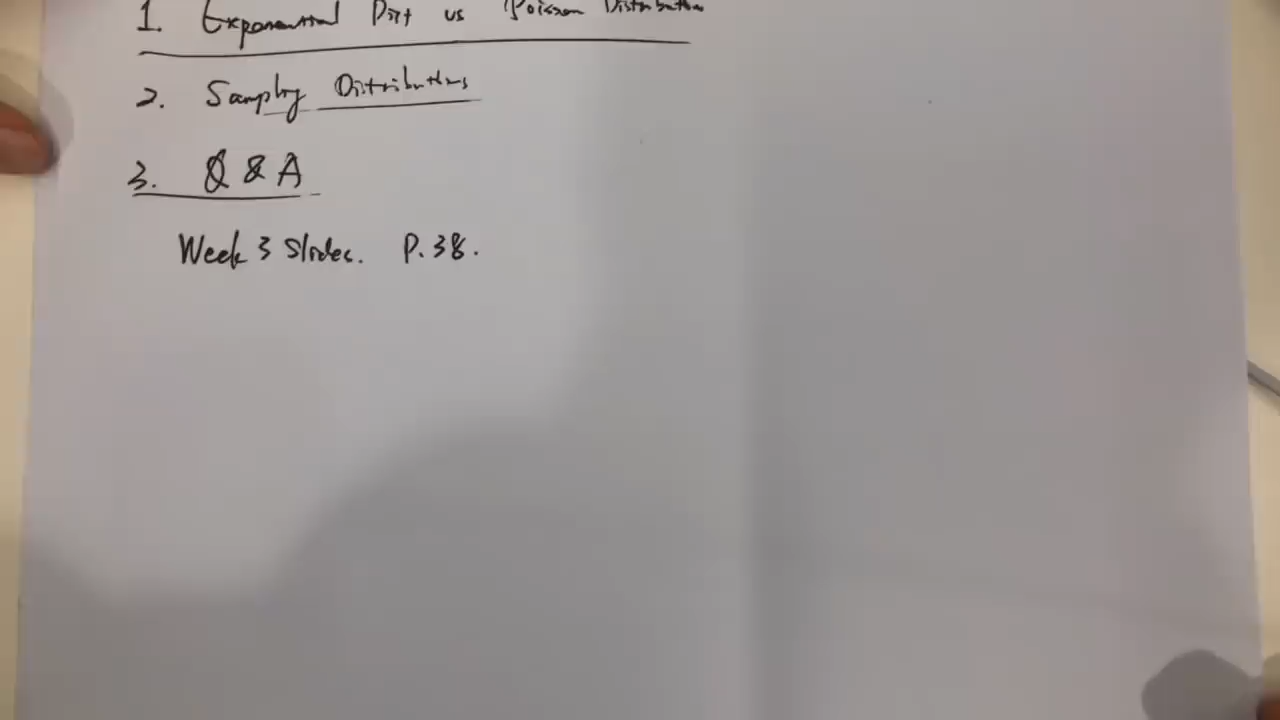 1. Exponential Dist vs Poisson Distribution
2. Sampling Distributions
3. Q & A
Week 3 Slides. P.38.